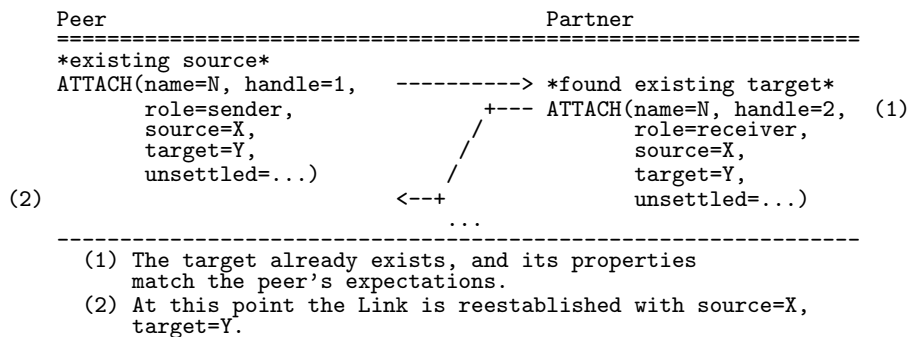 Peer                                      Partner
=================================================================
*existing source*
ATTACH(name=N, handle=1,   ----------> *found existing target*
       role=sender,                +--- ATTACH(name=N, handle=2,   (1)
       source=X,                  /            role=receiver,
       target=Y,                 /             source=X,
       unsettled=...)           /              target=Y,
(2)                         <--+               unsettled=...)
                                ...
-----------------------------------------------------------------
(1) The target already exists, and its properties
    match the peer's expectations.
(2) At this point the Link is reestablished with source=X,
    target=Y.